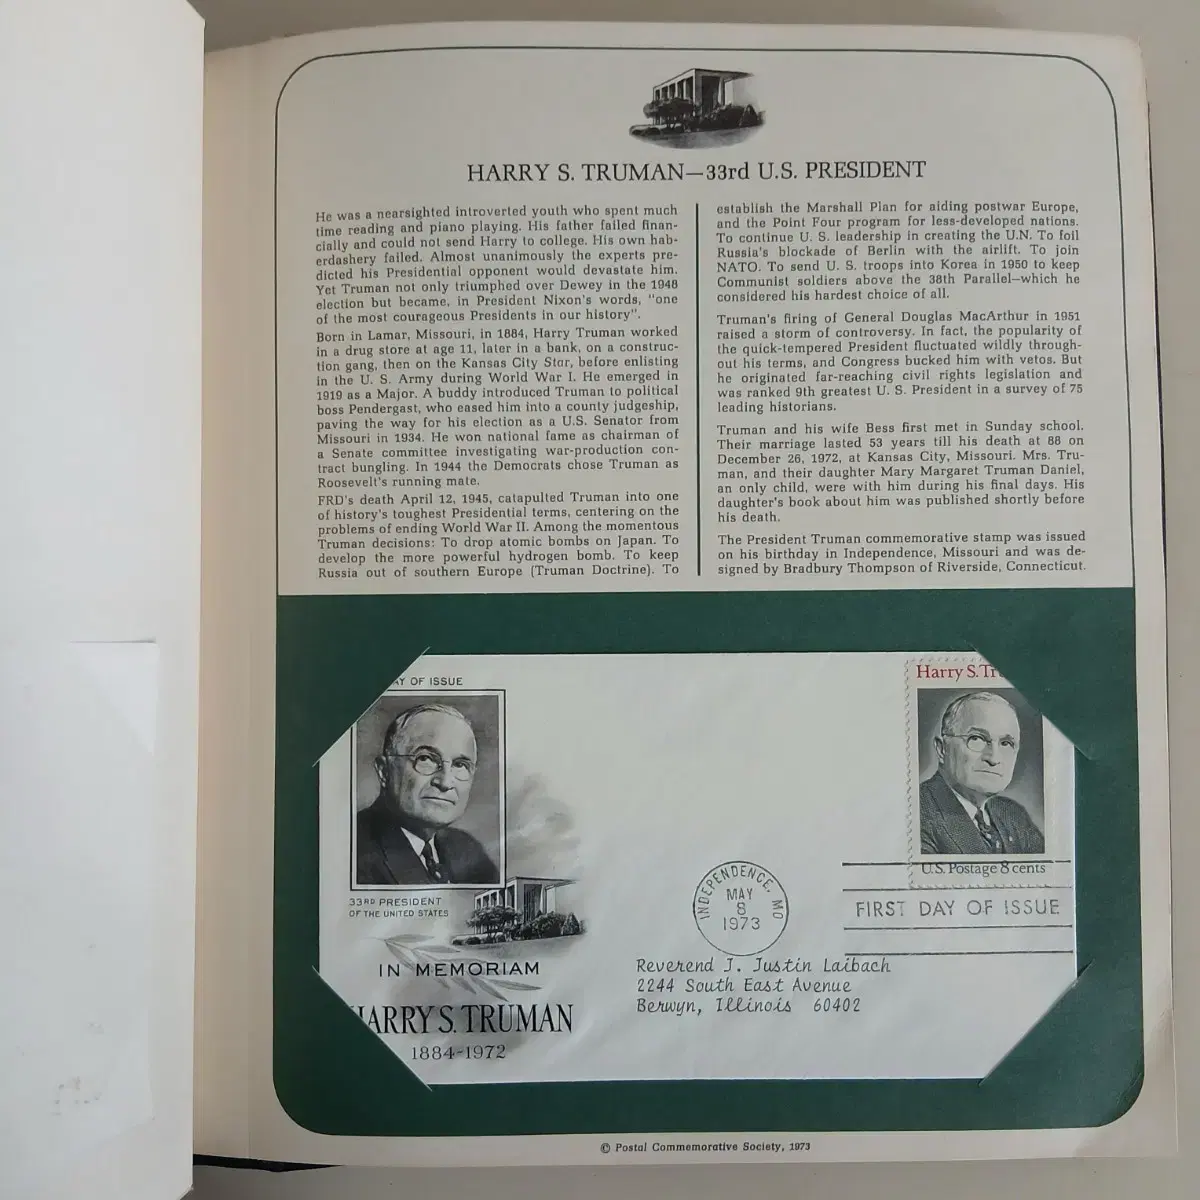 HARRY S. TRUMAN—33rd U.S. PRESIDENT
He was a nearsighted introverted youth who spent much
time reading and piano playing. His father failed finan-
cially and could not send Harry to college. His own hab-
erdashery failed. Almost unanimously the experts pre-
dicted his Presidential opponent would devastate him.
Yet Truman not only triumphed over Dewey in the 1948
election but became, in President Nixon's words, "one
of the most courageous Presidents in our history".
Born in Lamar, Missouri, in 1884, Harry Truman worked
in a drug store at age 11, later in a bank, on a construc-
tion gang, then on the Kansas City Star, before enlisting
in the U. S. Army during World War I. He emerged in
1919 as a Major. A buddy introduced Truman to political
boss Pendergast, who eased him into a county judgeship,
paving the way for his election as a U.S. Senator from
Missouri in 1934. He won national fame as chairman of
a Senate committee investigating war-production con-
tract bungling. In 1944 the Democrats chose Truman as
Roosevelt's running mate.
FRD's death April 12, 1945, catapulted Truman into one
of history's toughest Presidential terms, centering on the
problems of ending World War II. Among the momentous
Truman decisions: To drop atomic bombs on Japan. To
develop the more powerful hydrogen bomb. To keep
Russia out of southern Europe (Truman Doctrine). To
establish the Marshall Plan for aiding postwar Europe,
and the Point Four program for less-developed nations.
To continue U. S. leadership in creating the U.N. To foil
Russia's blockade of Berlin with the airlift. To join
NATO. To send U. S. troops into Korea in 1950 to keep
Communist soldiers above the 38th Parallel—which he
considered his hardest choice of all.
Truman's firing of General Douglas MacArthur in 1951
raised a storm of controversy. In fact, the popularity of
the quick-tempered President fluctuated wildly through-
out his terms, and Congress bucked him with vetos. But
he originated far-reaching civil rights legislation and
was ranked 9th greatest U. S. President in a survey of 75
leading historians.
Truman and his wife Bess first met in Sunday school.
Their marriage lasted 53 years till his death at 88 on
December 26, 1972, at Kansas City, Missouri. Mrs. Tru-
man, and their daughter Mary Margaret Truman Daniel,
an only child, were with him during his final days. His
daughter's book about him was published shortly before
his death.
The President Truman commemorative stamp was issued
on his birthday in Independence, Missouri and was de-
signed by Bradbury Thompson of Riverside, Connecticut.
AY OF ISSUE
33RD PRESIDENT
OF THE UNITED STATES
IN MEMORIAM
HARRY S. TRUMAN
1884-1972
Harry S. Tru
U.S. Postage 8 cents
INDEPENDENCE, MO
MAY
8
1973
FIRST DAY OF ISSUE
Reverend J. Justin Laibach
2244 South East Avenue
Berwyn, Illinois 60402
© Postal Commemorative Society, 1973